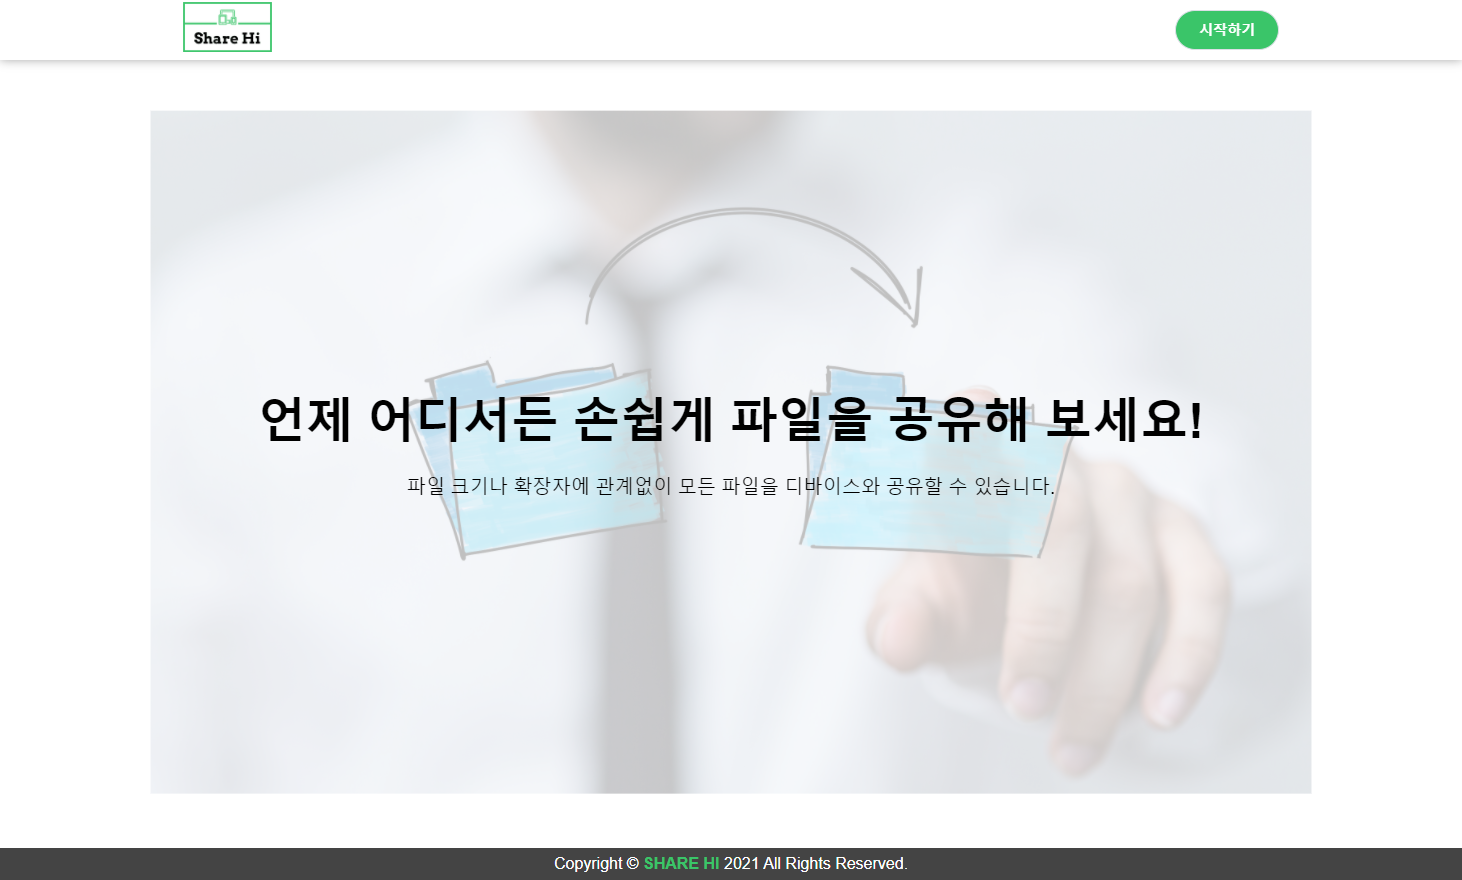 Share Hi
시작하기
언제 어디서든 손쉽게 파일을 공유해 보세요!
파일 크기나 확장자에 관계없이 모든 파일을 디바이스와 공유할 수 있습니다.
Copyright © SHARE HI 2021 All Rights Reserved.